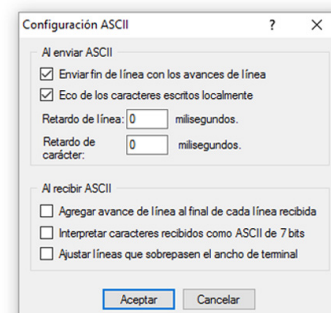 Configuración ASCII
?
X
Al enviar ASCII
Enviar fin de línea con los avances de línea
Eco de los caracteres escritos localmente
Retardo de línea: 0 milisegundos.
Retardo de
carácter: 0 milisegundos.
Al recibir ASCII
Agregar avance de línea al final de cada línea recibida
Interpretar caracteres recibidos como ASCII de 7 bits
Ajustar líneas que sobrepasen el ancho de terminal
Aceptar Cancelar